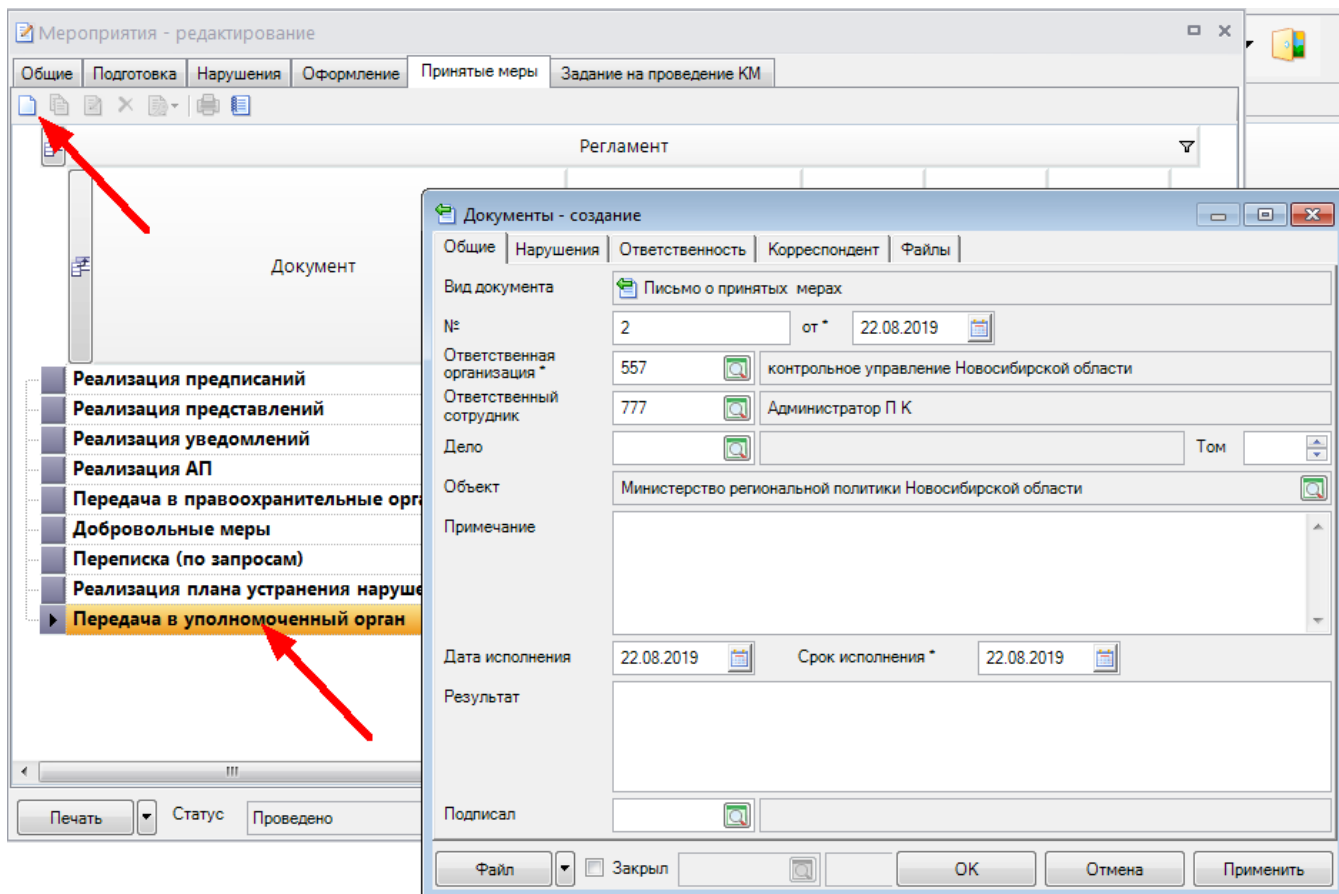 Мероприятия - редактирование
Общие Подготовка Нарушения Оформление Принятые меры Задание на проведение КМ
Регламент
Документ
Реализация предписаний
Реализация представлений
Реализация уведомлений
Реализация АП
Передача в правоохранительные орг
Добровольные меры
Переписка (по запросам)
Реализация плана устранения наруше
Передача в уполномоченный орган
Печать Статус Проведено
Документы - создание
Общие Нарушения Ответственность Корреспондент Файлы
Вид документа Письмо о принятых мерах
№ 2 от * 22.08.2019
Ответственная
организация * 557 контрольное управление Новосибирской области
Ответственный
сотрудник 777 Администратор П К
Дело Том
Объект Министерство региональной политики Новосибирской области
Примечание
Дата исполнения 22.08.2019 Срок исполнения * 22.08.2019
Результат
Подписал
Файл Закрыл OK Отмена Применить